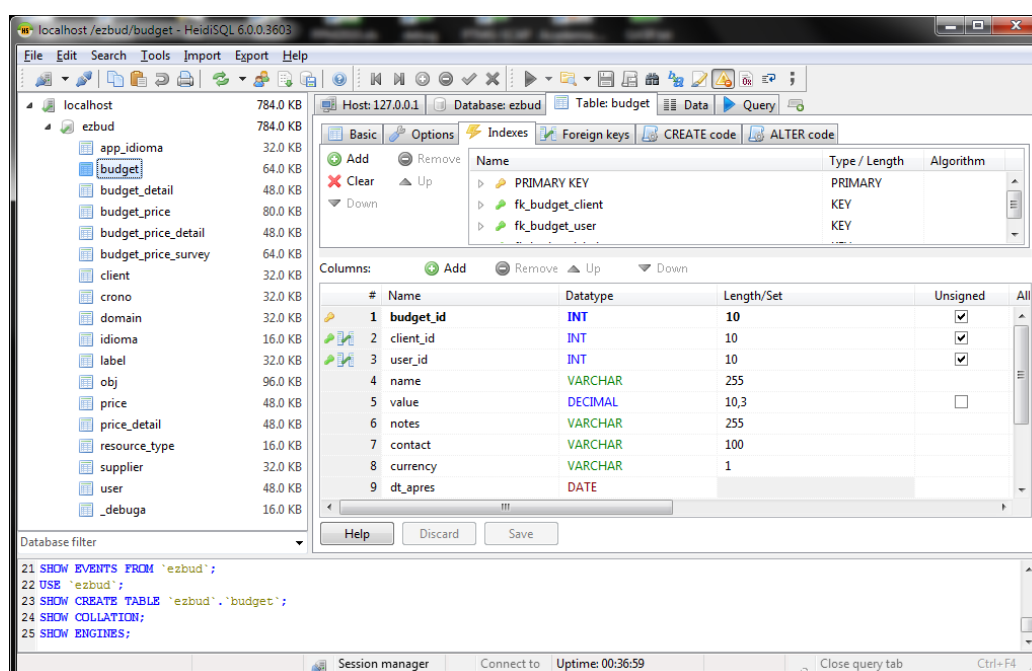 localhost /ezbud/budget - HeidiSQL 6.0.0.3603
File Edit Search Tools Import Export Help
localhost 784.0 KB
ezbud 784.0 KB
app_idioma 32.0 KB
budget 64.0 KB
budget_detail 48.0 KB
budget_price 80.0 KB
budget_price_detail 48.0 KB
budget_price_survey 64.0 KB
client 32.0 KB
crono 32.0 KB
domain 32.0 KB
idioma 16.0 KB
label 32.0 KB
obj 96.0 KB
price 48.0 KB
price_detail 48.0 KB
resource_type 16.0 KB
supplier 32.0 KB
user 48.0 KB
_debuga 16.0 KB
Database filter
Host: 127.0.0.1 Database: ezbud Table: budget Data Query
Basic Options Indexes Foreign keys CREATE code ALTER code
Add Remove
Clear Up
Down
Name Type / Length Algorithm
PRIMARY KEY PRIMARY
fk_budget_client KEY
fk_budget_user KEY
Columns: Add Remove Up Down
# Name Datatype Length/Set Unsigned All
1 budget_id INT 10
2 client_id INT 10
3 user_id INT 10
4 name VARCHAR 255
5 value DECIMAL 10,3
6 notes VARCHAR 255
7 contact VARCHAR 100
8 currency VARCHAR 1
9 dt_apres DATE
Help Discard Save
21 SHOW EVENTS FROM `ezbud`;
22 USE `ezbud`;
23 SHOW CREATE TABLE `ezbud`.`budget`;
24 SHOW COLLATION;
25 SHOW ENGINES;
Session manager Connect to Uptime: 00:36:59 Close query tab Ctrl+F4